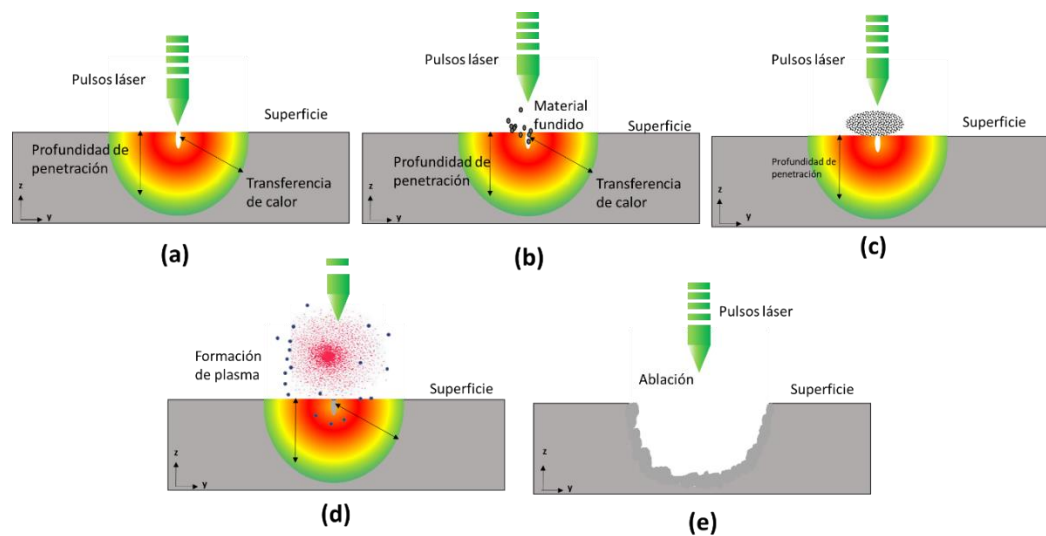 Pulsos láser
Superficie
Profundidad de
penetración
Transferencia
de calor
z
y
(a)
Pulsos láser
Material
fundido
Superficie
Profundidad de
penetración
Transferencia
de calor
z
y
(b)
Pulsos láser
Superficie
Profundidad de
penetración
z
y
(c)
Formación
de plasma
Superficie
z
y
(d)
Pulsos láser
Ablación
Superficie
z
y
(e)